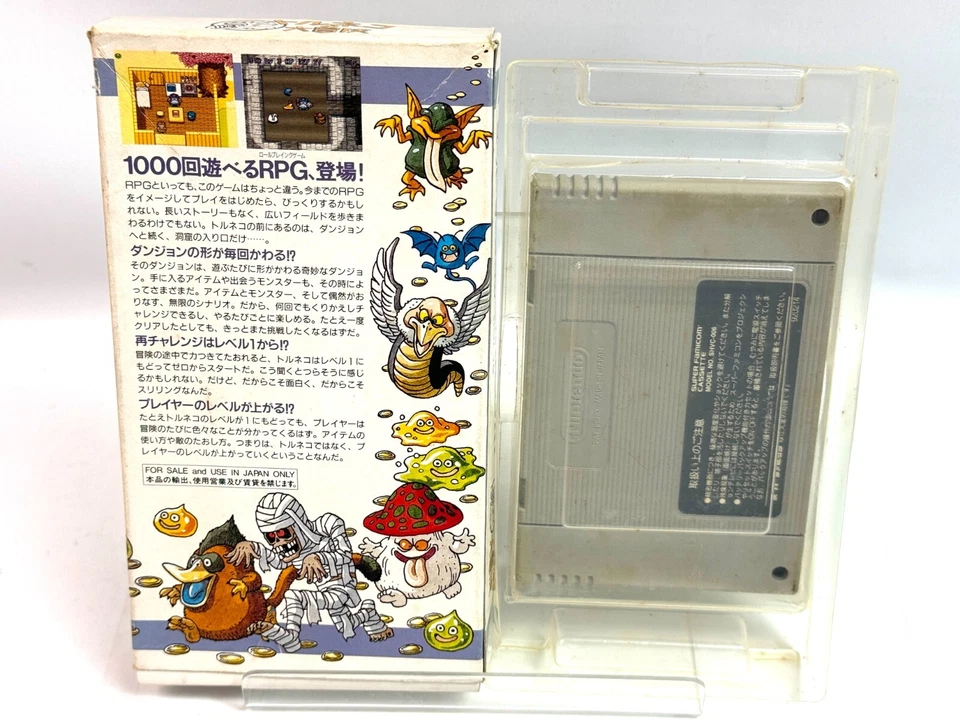 トルネコ
大冒険
ロールプレイングゲーム
1000回遊べるRPG、登場!
RPGといっても、このゲームはちょっと違う。今までのRPG
をイメージしてプレイをはじめたら、びっくりするかもし
れない。長いストーリーもなく、広いフィールドを歩きま
わるわけでもない。トルネコの前にあるのは、ダンジョン
へと続く、洞窟の入り口だけ……。
ダンジョンの形が毎回かわる!?
そのダンジョンは、遊ぶたびに形がかわる奇妙なダンジョ
ン。手に入るアイテムや出会うモンスターも、その時によ
ってさまざまだ。アイテムとモンスター、そして偶然がお
りなす、無限のシナリオ。だから、何回でもくりかえしチ
ャレンジできるし、やるたびごとに楽しめる。たとえ一度
クリアしたとしても、きっとまた挑戦したくなるはずだ。
再チャレンジはレベル1から!?
冒険の途中で力つきてたおれると、トルネコはレベル1に
もどってゼロからスタートだ。こう聞くとつらそうに感じ
るかもしれない。だけど、だからこそ面白く、だからこそ
スリリングなんだ。
プレイヤーのレベルが上がる!?
たとえトルネコのレベルが1にもどっても、プレイヤーは
冒険のたびに色々なことが分かってくるはず。アイテムの
使い方や敵のたおし方。つまりは、トルネコではなく、プ
レイヤーのレベルが上がっていくということなんだ。
FOR SALE and USE IN JAPAN ONLY
本品の輸出、使用営業及び賃貸を禁じます。
SUPER FAMICOM
CASSETTE
MODEL NO. SHVC-006
取扱い上のご注意